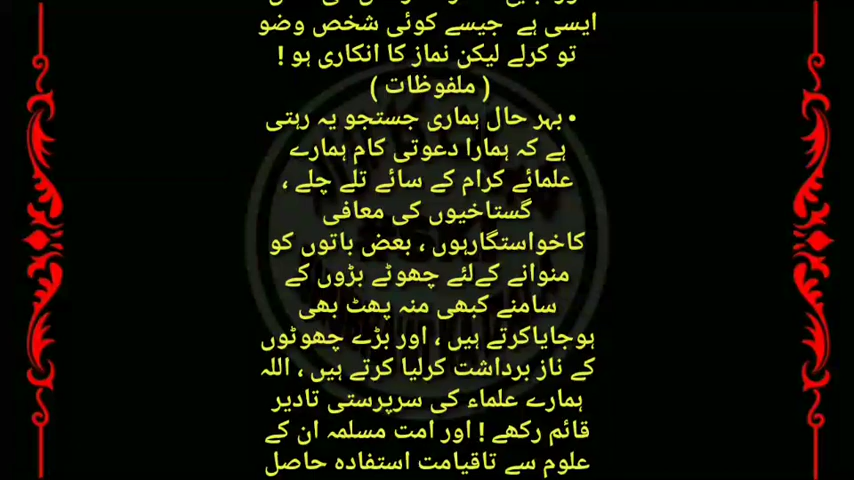 ایسی ہے جیسے کوئی شخص وضو
تو کرلے لیکن نماز کا انکاری ہو !
( ملفوظات )
• بہر حال ہماری جستجو یہ رہتی
ہے کہ ہمارا دعوتی کام ہمارے
علمائے کرام کے سائے تلے چلے ،
گستاخیوں کی معافی
کاخواستگارہوں ، بعض باتوں کو
منوانے کےلئے چھوٹے بڑوں کے
سامنے کبھی منہ پھٹ بھی
ہوجایاکرتے ہیں ، اور بڑے چھوٹوں
کے ناز برداشت کرلیا کرتے ہیں ، اللہ
ہمارے علماء کی سرپرستی تادیر
قائم رکھے ! اور امت مسلمہ ان کے
علوم سے تاقیامت استفادہ حاصل